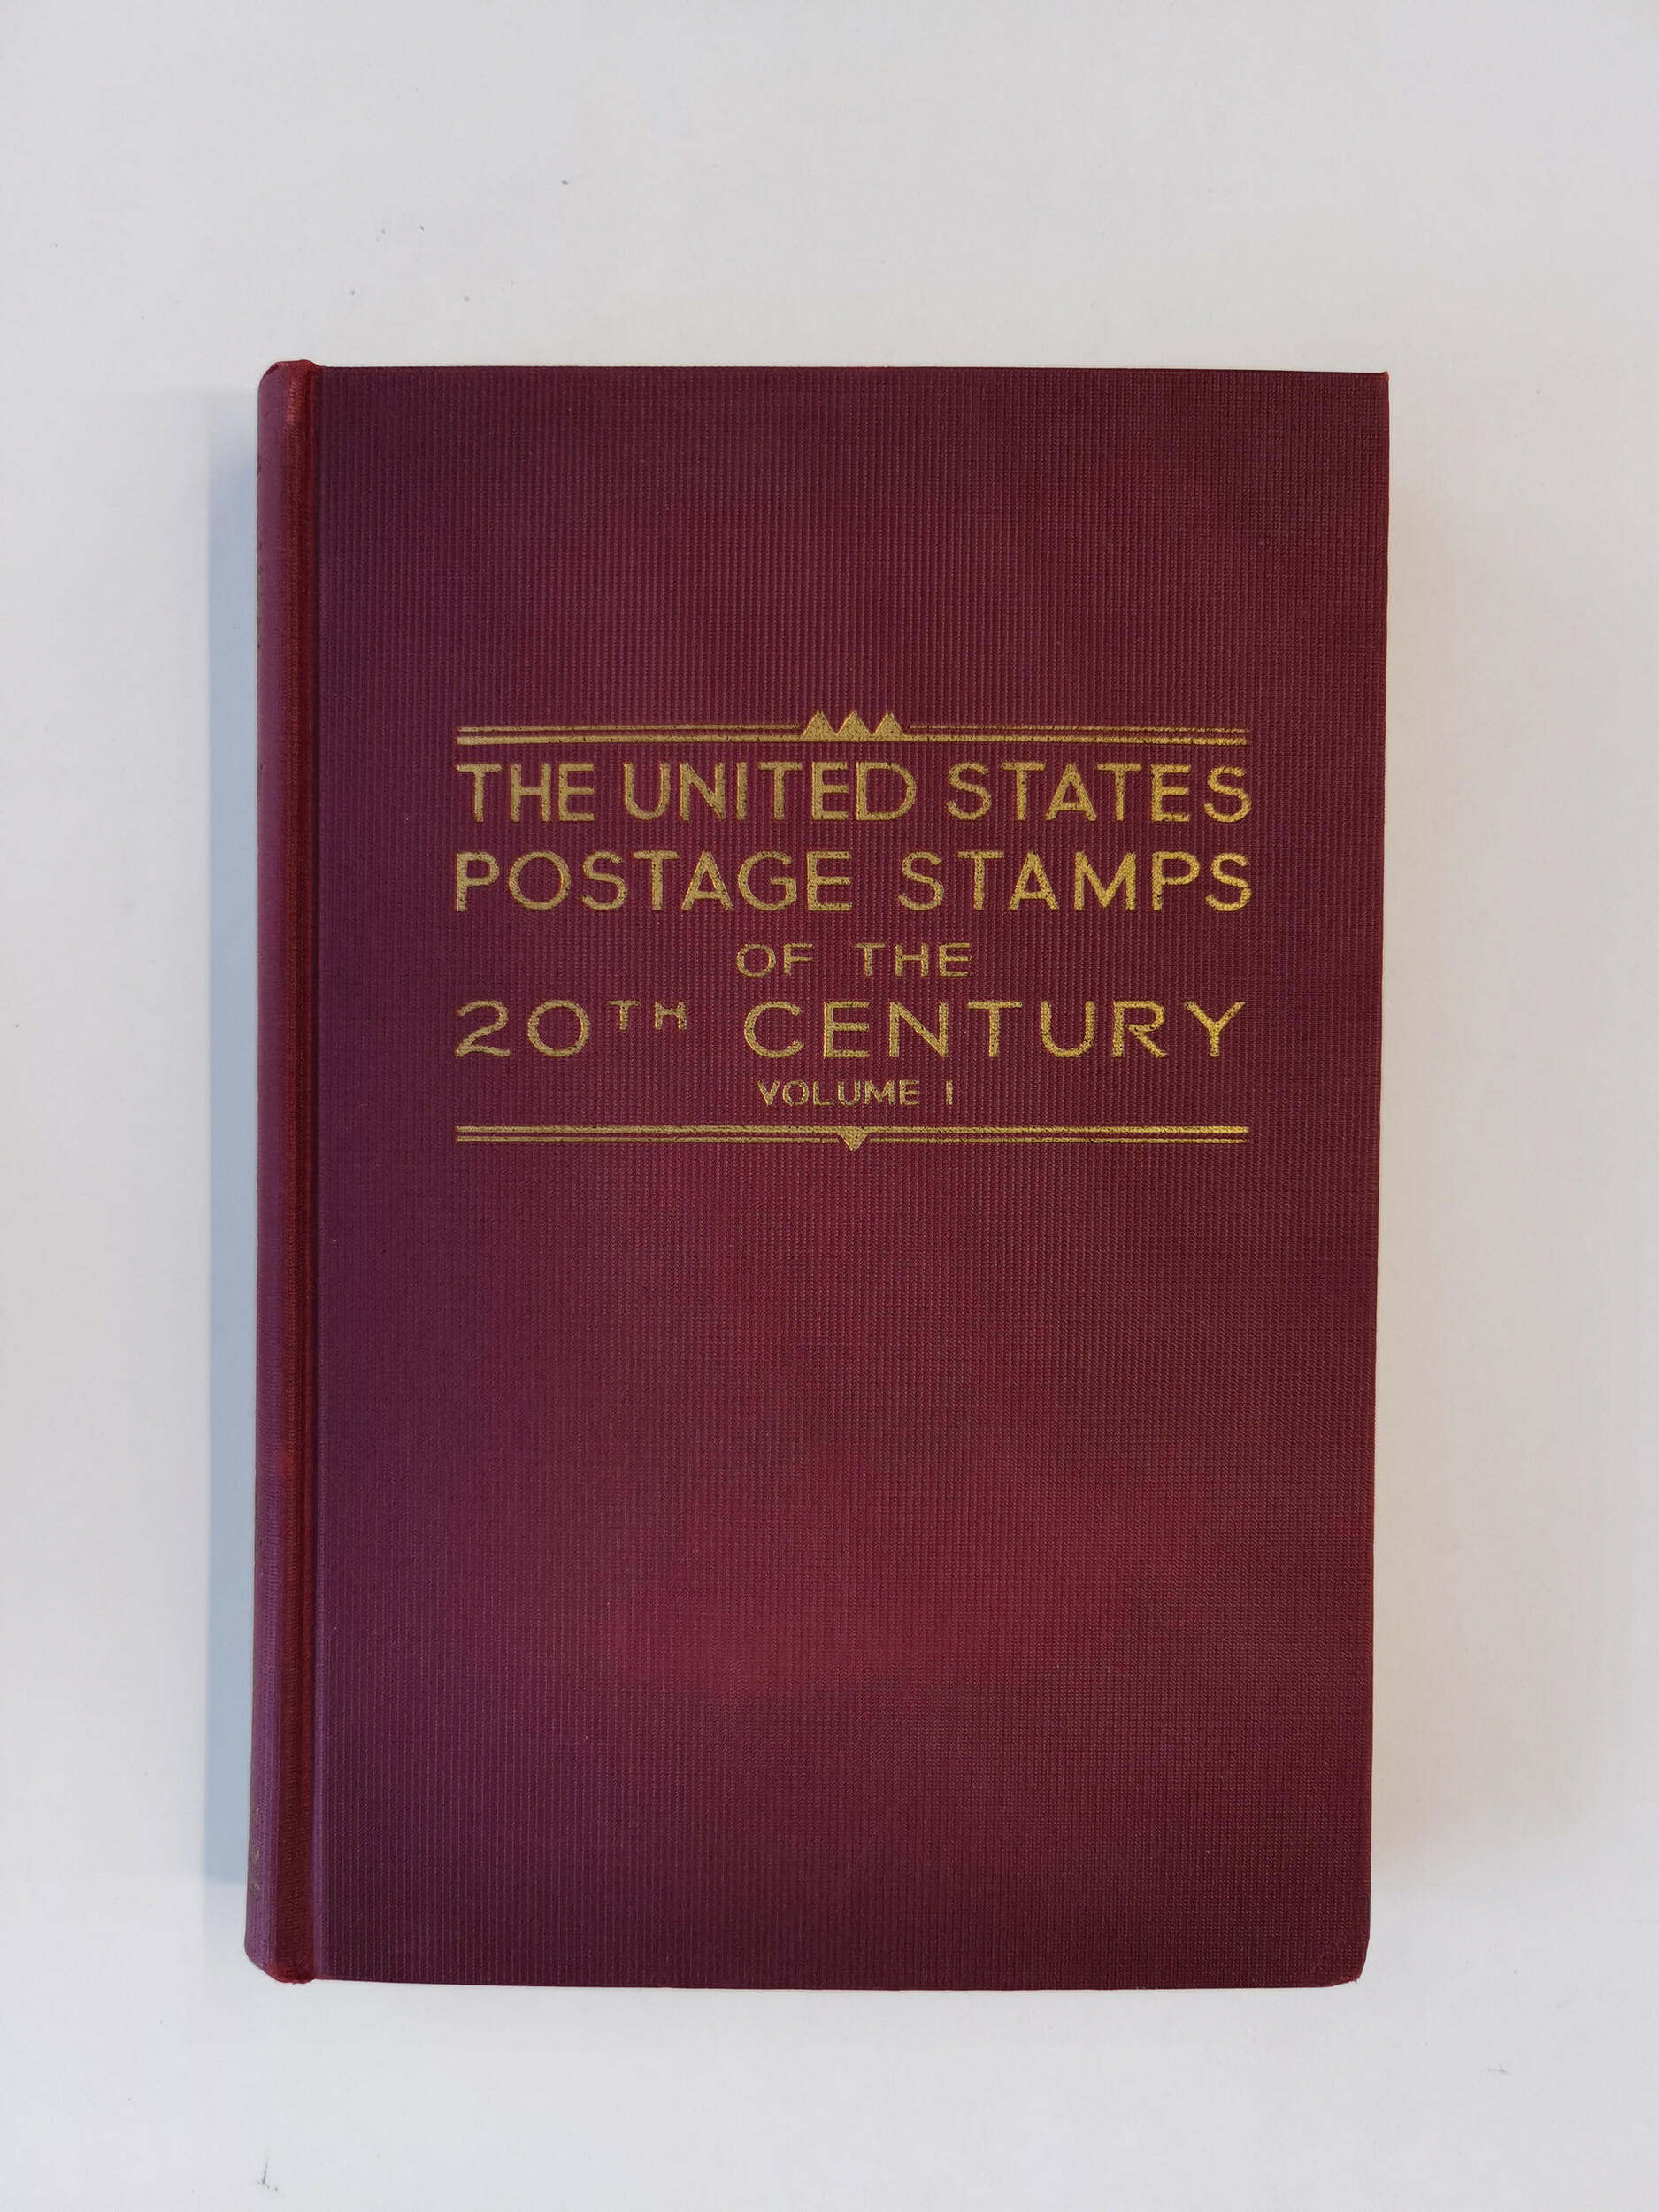 THE UNITED STATES
POSTAGE STAMPS
OF THE
20TH CENTURY
VOLUME I